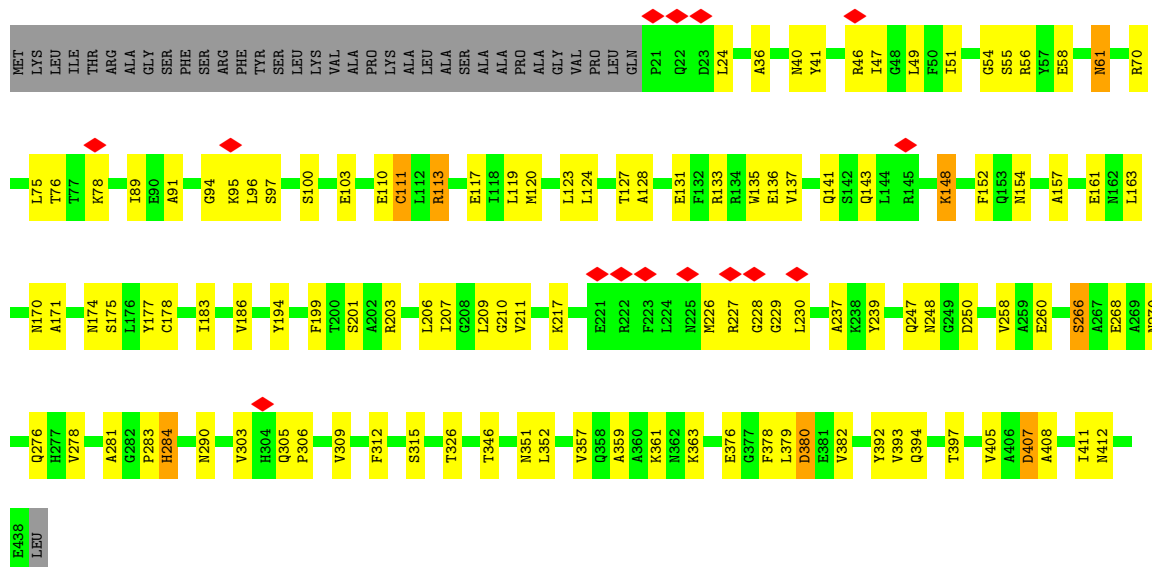 MET LYS LEU ILE THR ARG ALA GLY SER PHE SER ARG PHE TYR SER LEU LYS VAL ALA PRO LYS ALA LEU ALA SER ALA ALA PRO ALA GLY VAL PRO LEU GLN P21 Q22 D23 L24 A36 N40 Y41 R46 I47 G48 L49 F50 I51 G54 S55 R56 Y57 E58 N61 R70
L75 T76 T77 K78 I89 E90 A91 G94 K95 L96 S97 S100 E103 E110 C111 L112 R113 E117 I118 L119 M120 L123 L124 T127 A128 E131 F132 R133 R134 W135 E136 V137 Q141 S142 Q143 L144 R145 K148 F152 Q153 N154 A157 E161 N162 L163
N170 A171 N174 S175 L176 Y177 C178 I183 V186 Y194 F199 T200 S201 A202 R203 L206 I207 G208 L209 G210 V211 K217 E221 R222 F223 L224 N225 M226 R227 G228 G229 L230 A237 K238 Y239 Q247 N248 G249 D250 V258 A259 E260 S266 A267 E268 A269 N270
Q276 H277 V278 A281 G282 P283 H284 N290 V303 H304 Q305 P306 V309 F312 S315 T326 T346 N351 L352 V357 Q358 A359 A360 K361 N362 K363 E376 G377 F378 L379 D380 E381 V382 Y392 V393 Q394 T397 V405 A406 D407 A408 I411 N412
E438 LEU